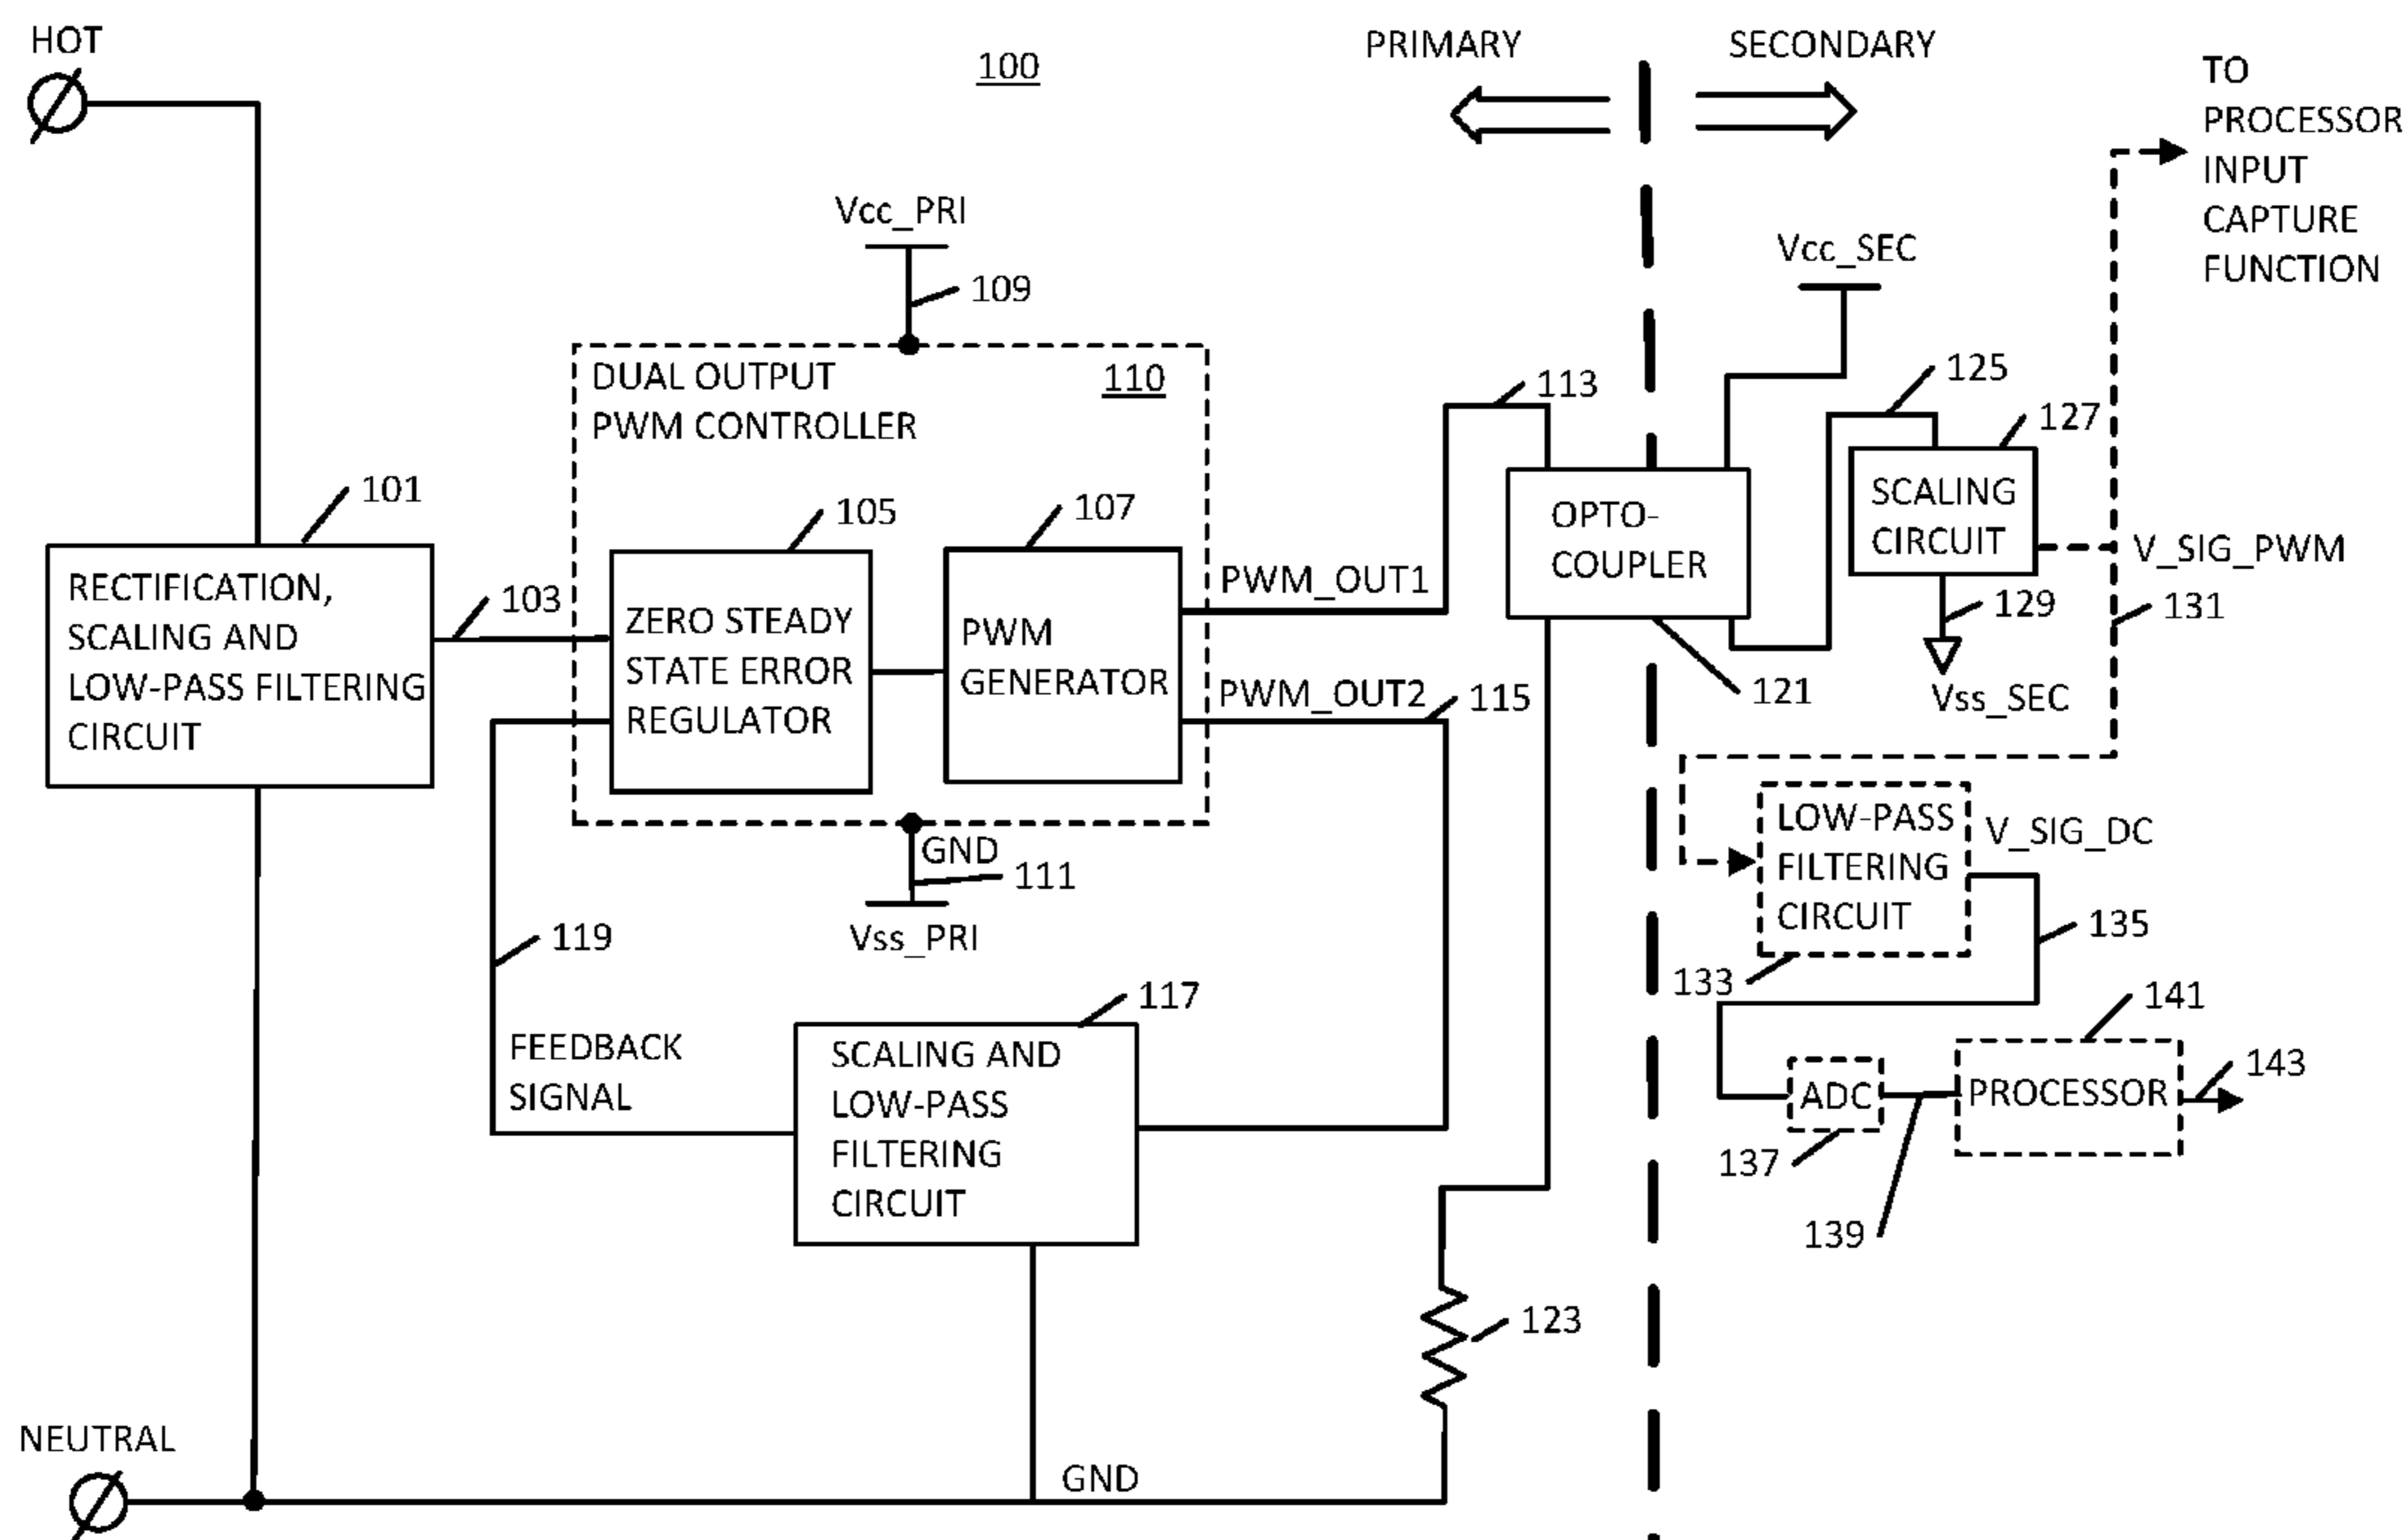 HOT
100
PRIMARY
SECONDARY
TO
PROCESSOR
INPUT
CAPTURE
FUNCTION
Vcc_PRI
109
Vcc_SEC
DUAL OUTPUT
PWM CONTROLLER
110
113
125
127
101
105
107
OPTO-
COUPLER
SCALING
CIRCUIT
V_SIG_PWM
RECTIFICATION,
SCALING AND
LOW-PASS FILTERING
CIRCUIT
103
ZERO STEADY
STATE ERROR
REGULATOR
PWM
GENERATOR
PWM_OUT1
PWM_OUT2
115
121
129
131
Vss_SEC
GND
111
Vss_PRI
LOW-PASS
FILTERING
CIRCUIT
V_SIG_DC
133
135
119
117
FEEDBACK
SIGNAL
SCALING AND
LOW-PASS
FILTERING
CIRCUIT
141
ADC
PROCESSOR
143
137
139
123
NEUTRAL
GND